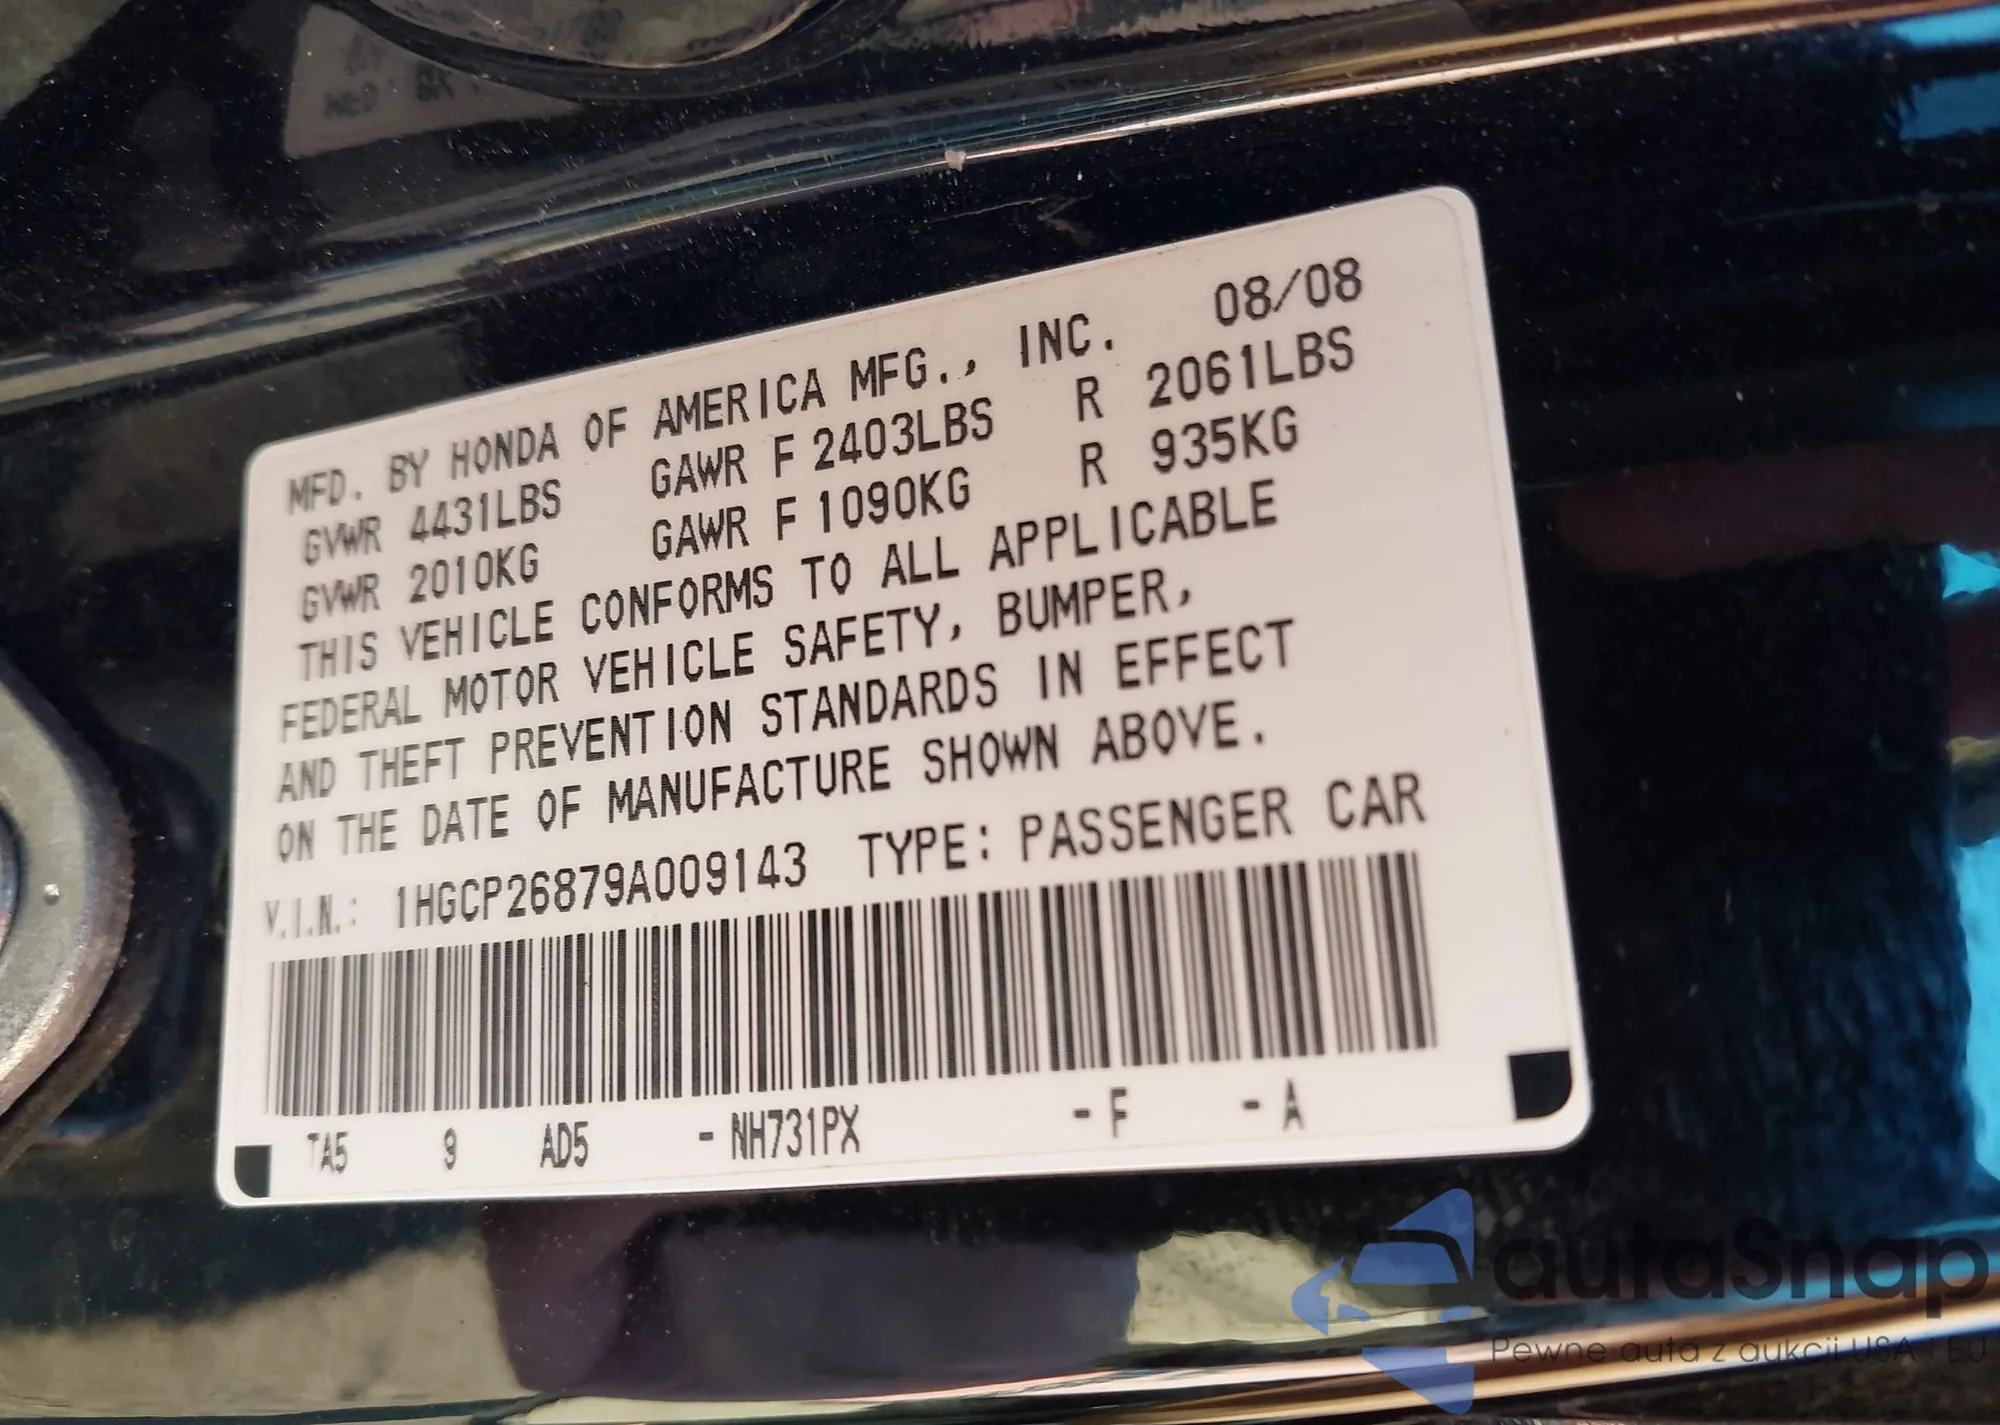 MFD. BY HONDA OF AMERICA MFG., INC. 08/08
GVWR 4431LBS GAWR F 2403LBS R 2061LBS
GVWR 2010KG GAWR F 1090KG R 935KG
THIS VEHICLE CONFORMS TO ALL APPLICABLE
FEDERAL MOTOR VEHICLE SAFETY, BUMPER,
AND THEFT PREVENTION STANDARDS IN EFFECT
ON THE DATE OF MANUFACTURE SHOWN ABOVE.
V.I.N.: 1HGCP26879A009143 TYPE: PASSENGER CAR
TA5 9 AD5 - NH731PX - F - A
autaSnap
Pewne auta z aukcji USA i EU